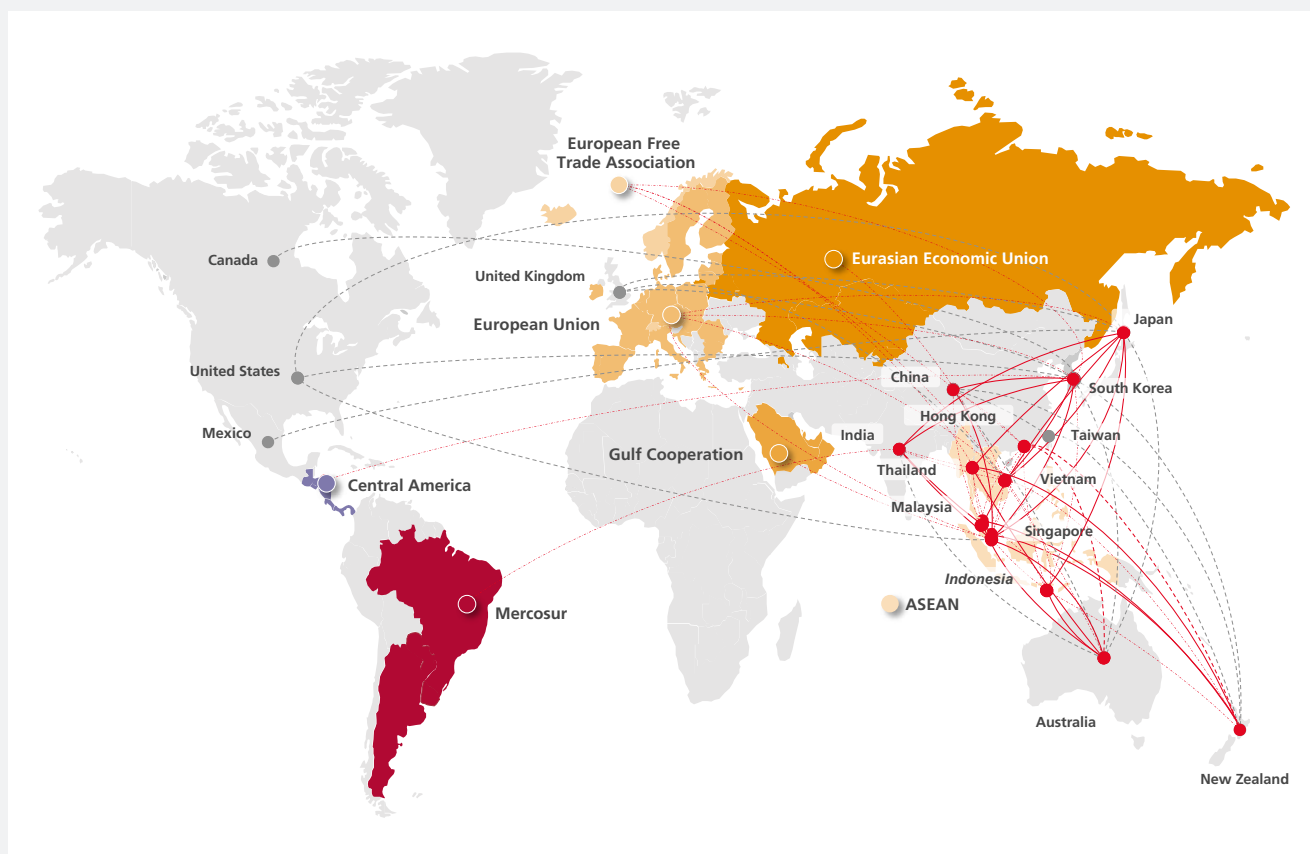 European Free
Trade Association
Canada
United Kingdom
Eurasian Economic Union
European Union
Japan
United States
China
South Korea
Hong Kong
Mexico
India
Taiwan
Gulf Cooperation
Thailand
Vietnam
Central America
Malaysia
Singapore
Indonesia
ASEAN
Mercosur
Australia
New Zealand